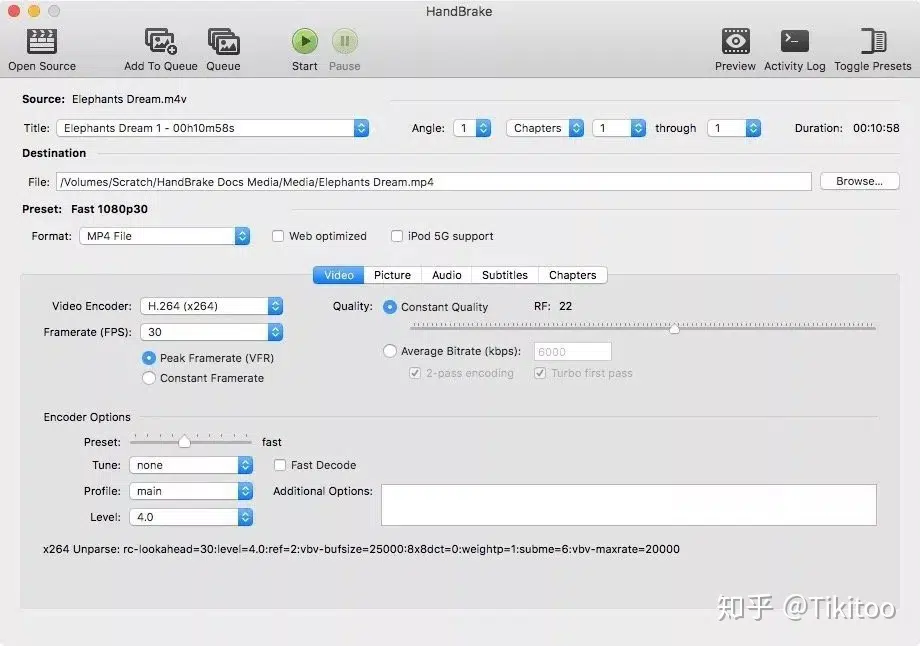 HandBrake
Open Source Add To Queue Queue Start Pause Preview Activity Log Toggle Presets
Source: Elephants Dream.m4v
Title: Elephants Dream 1 - 00h10m58s Angle: 1 Chapters 1 through 1 Duration: 00:10:58
Destination
File: /Volumes/Scratch/HandBrake Docs Media/Media/Elephants Dream.mp4 Browse...
Preset: Fast 1080p30
Format: MP4 File Web optimized iPod 5G support
Video Picture Audio Subtitles Chapters
Video Encoder: H.264 (x264) Quality: Constant Quality RF: 22
Framerate (FPS): 30
Peak Framerate (VFR) Average Bitrate (kbps): 6000
Constant Framerate 2-pass encoding Turbo first pass
Encoder Options
Preset: fast
Tune: none Fast Decode
Profile: main Additional Options:
Level: 4.0
x264 Unparse: rc-lookahead=30:level=4.0:ref=2:vbv-bufsize=25000:8x8dct=0:weightp=1:subme=6:vbv-maxrate=20000
知乎 @Tikitoo